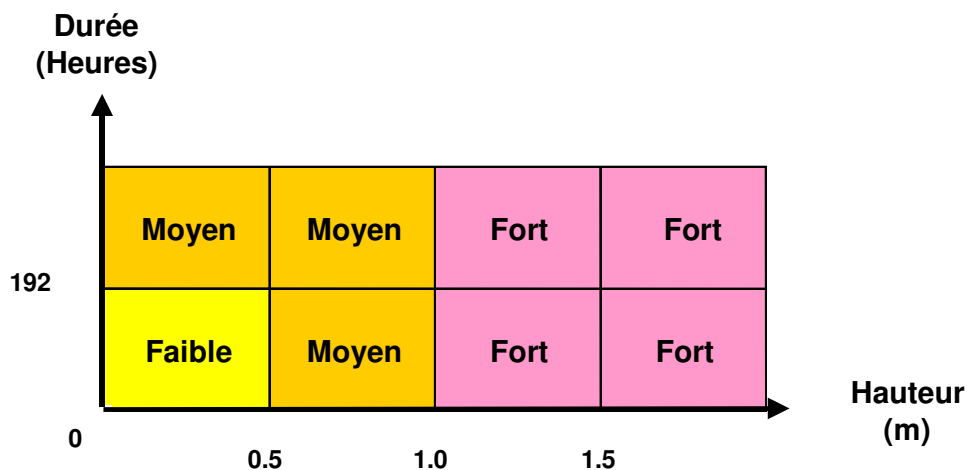 Durée
(Heures)
Moyen Moyen Fort Fort
192
Faible Moyen Fort Fort
Hauteur
(m)
0
0.5 1.0 1.5